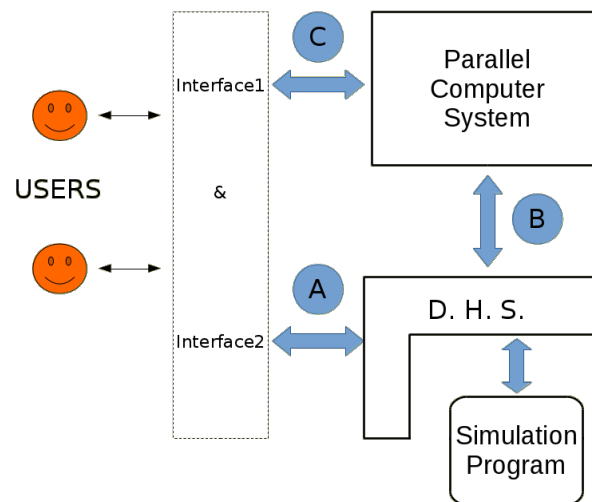 C
Interface1
Parallel
Computer
System
USERS
&
B
A
D. H. S.
Interface2
Simulation
Program